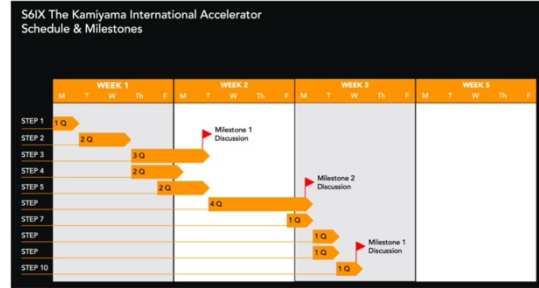 S6IX The Kamiyama International Accelerator
Schedule & Milestones
WEEK 1 WEEK 2 WEEK 3 WEEK 5
M T W Th F M T W Th F M T W Th F M T W Th F
STEP 1 1 Q
STEP 2 2 Q
Milestone 1
Discussion
STEP 3 3 Q
STEP 4 2 Q
STEP 5 2 Q
Milestone 2
Discussion
STEP 4 Q
STEP 7 1 Q
STEP 1 Q
STEP 1 Q
Milestone 1
Discussion
STEP 10 1 Q